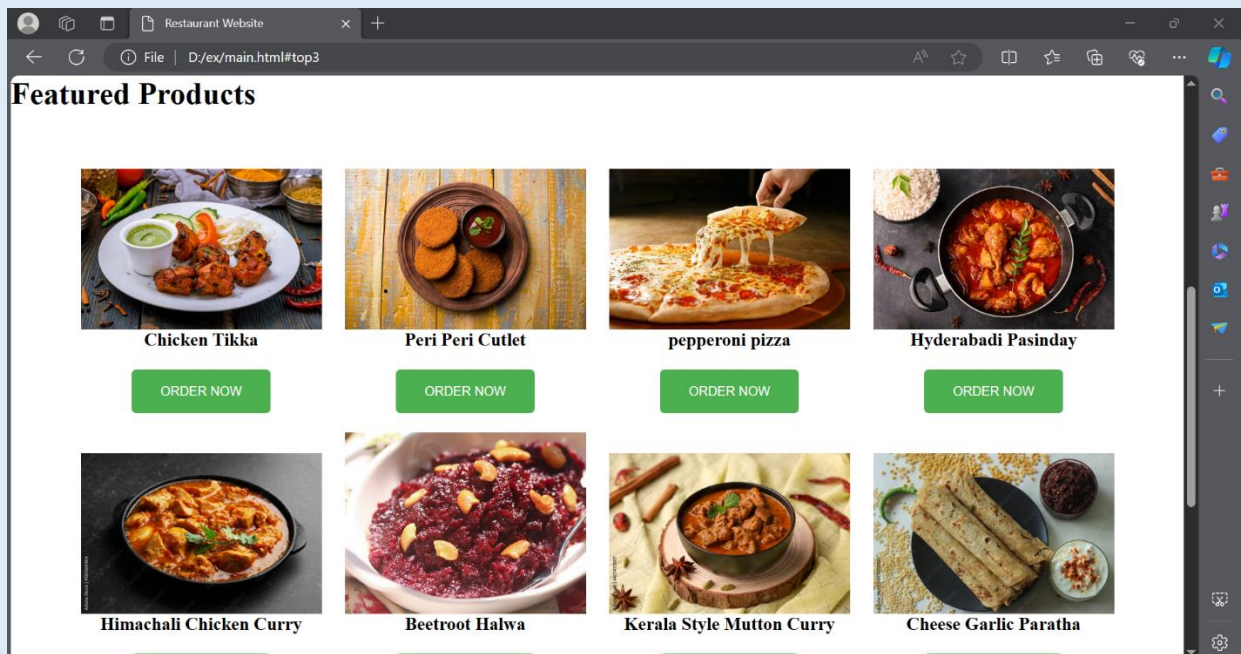 Restaurant Website
File
D:/ex/main.html#top3
Featured Products
Chicken Tikka
Peri Peri Cutlet
pepperoni pizza
Hyderabadi Pasinday
ORDER NOW
ORDER NOW
ORDER NOW
ORDER NOW
Himachali Chicken Curry
Beetroot Halwa
Kerala Style Mutton Curry
Cheese Garlic Paratha